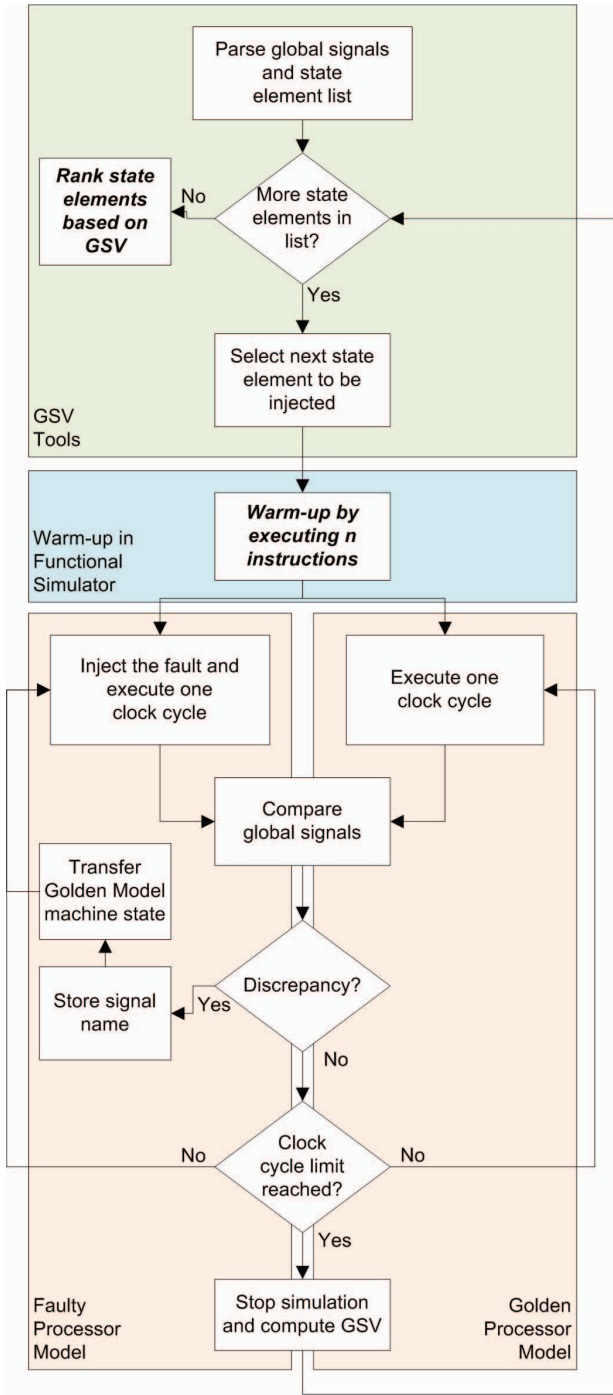 Parse global signals
and state
element list
Rank state
elements
based on
GSV
No
More state
elements in
list?
Yes
Select next state
element to be
injected
GSV
Tools
Warm-up by
executing n
instructions
Warm-up in
Functional
Simulator
Inject the fault and
execute one
clock cycle
Execute one
clock cycle
Compare
global signals
Transfer
Golden Model
machine state
Discrepancy?
Yes
Store signal
name
No
No
Clock
cycle limit
reached?
No
Yes
Stop simulation
and compute GSV
Faulty
Processor
Model
Golden
Processor
Model